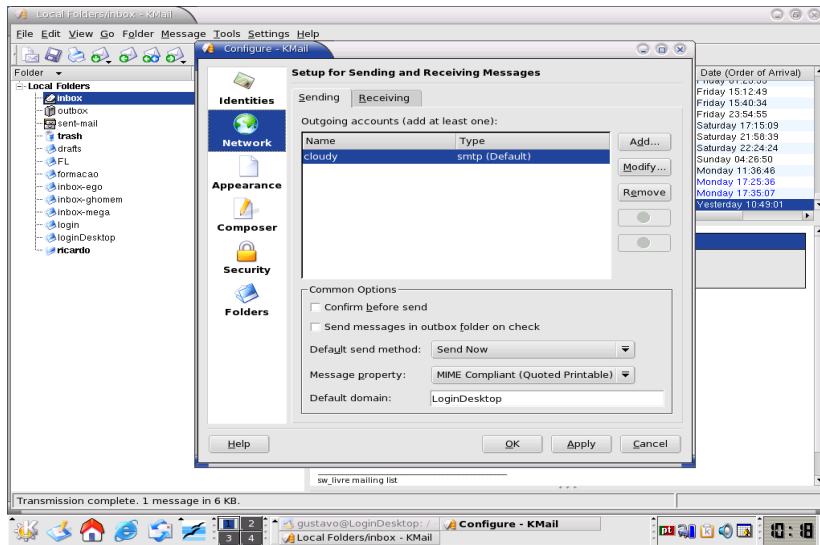 Local Folders/inbox - KMail
File Edit View Go Folder Message Tools Settings Help
Folder
Local Folders
inbox
outbox
sent-mail
trash
drafts
FL
formacao
inbox-ego
inbox-ghomem
inbox-mega
login
loginDesktop
ricardo
Configure - KMail
Identities
Network
Appearance
Composer
Security
Folders
Setup for Sending and Receiving Messages
Sending Receiving
Outgoing accounts (add at least one):
Name Type
cloudy smtp (Default)
Add...
Modify...
Remove
Common Options
Confirm before send
Send messages in outbox folder on check
Default send method: Send Now
Message property: MIME Compliant (Quoted Printable)
Default domain: LoginDesktop
Help OK Apply Cancel
Date (Order of Arrival)
Friday 15:12:49
Friday 15:40:34
Friday 23:54:55
Saturday 17:15:09
Saturday 21:58:39
Saturday 22:24:24
Sunday 04:26:50
Monday 11:36:46
Monday 17:25:36
Monday 17:35:07
Yesterday 10:49:01
sw_livre mailing list
Transmission complete. 1 message in 6 KB.
1 2
3 4
gustavo@LoginDesktop: /
Configure - KMail
Local Folders/inbox - KMail
pt
10:18